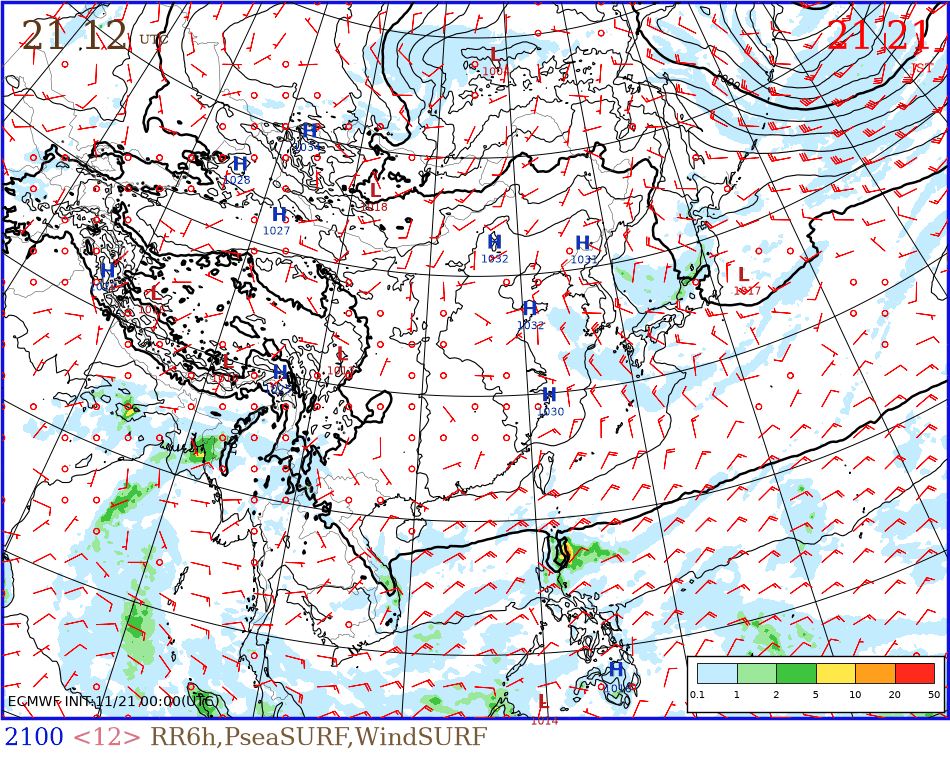 21 12 UTC
21 21 JST
L
1004
H
1034
H
1028
L
1018
H
1027
H
1032
H
1031
H
L
1017
L
H
1032
L
L
H
H
1030
H
L
1014
0.1 1 2 5 10 20 50
ECMWF INIT:11/21 00:00(UTC)
2100 <12> RR6h,PseaSURF,WindSURF